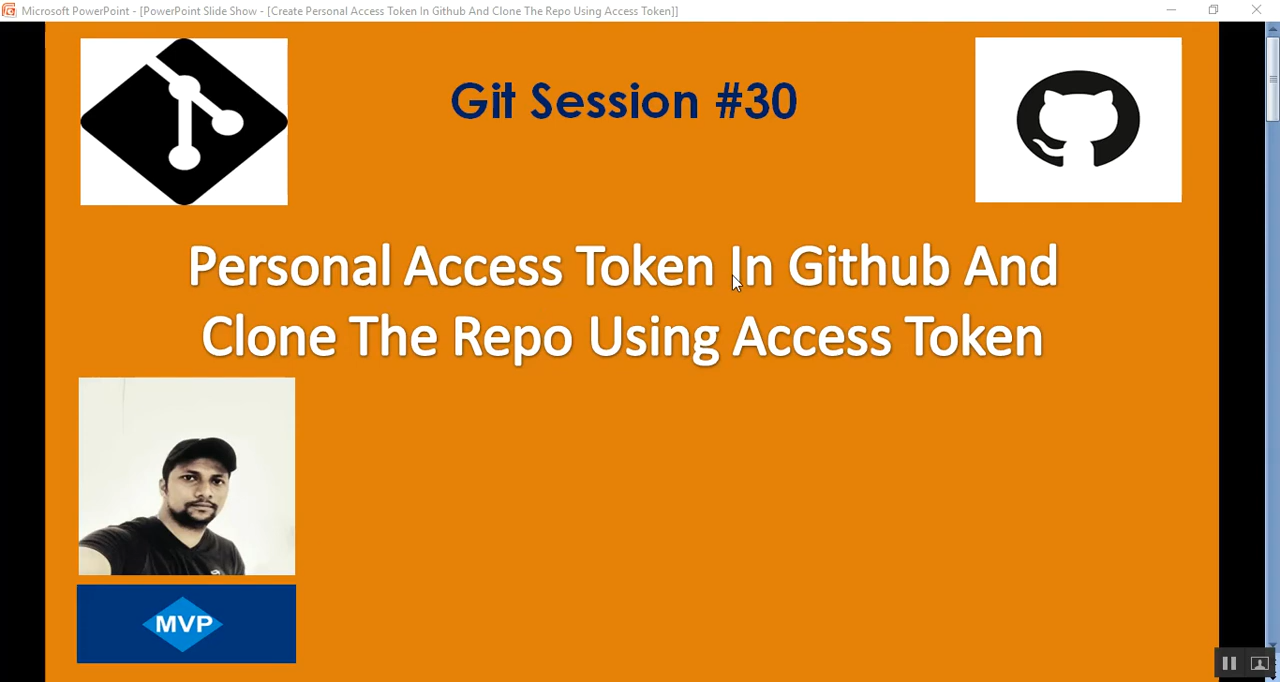 Microsoft PowerPoint - [PowerPoint Slide Show - [Create Personal Access Token In Github And Clone The Repo Using Access Token]]
Git Session #30
Personal Access Token In Github And
Clone The Repo Using Access Token
MVP